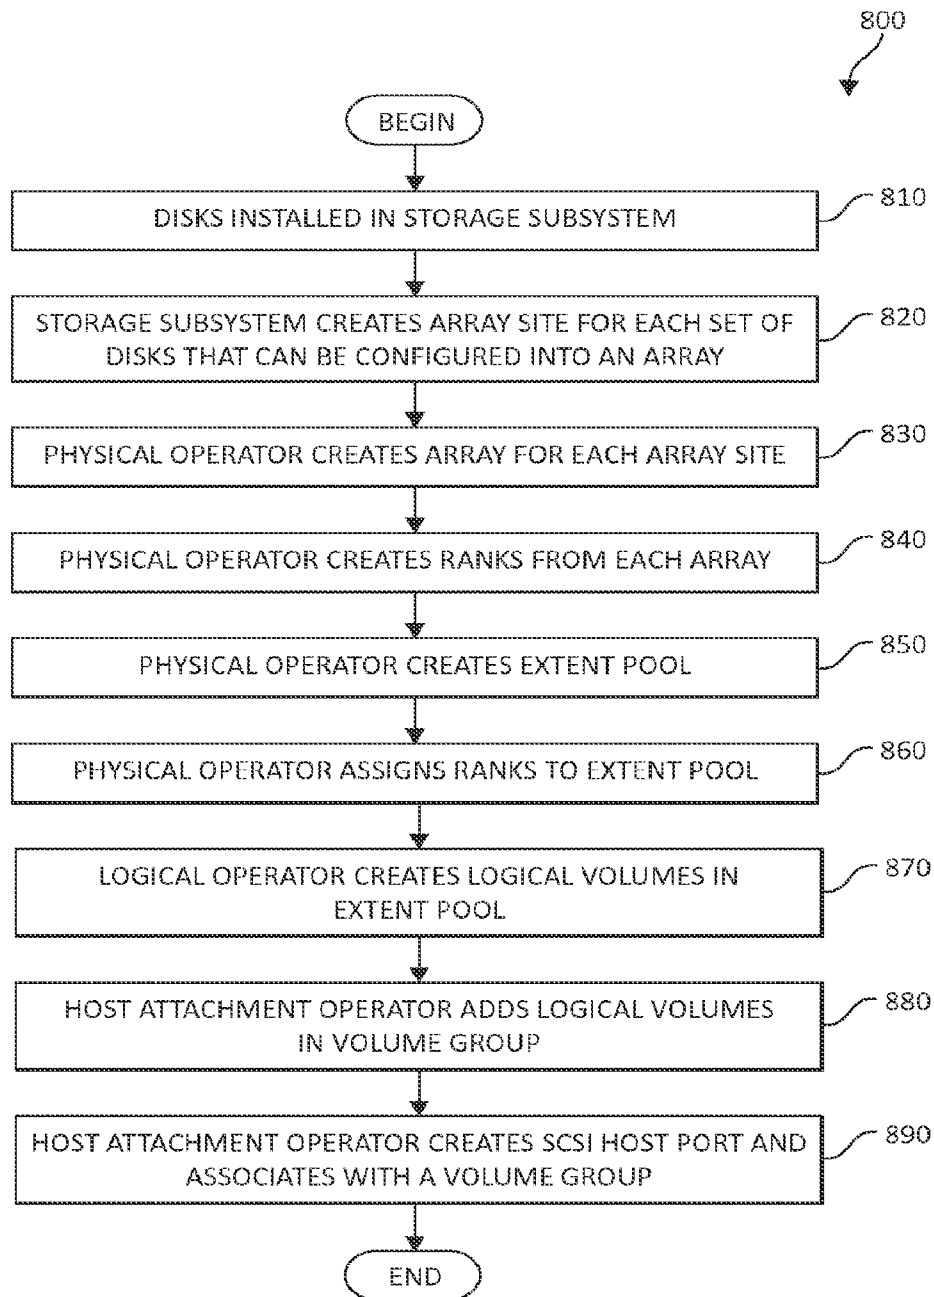 800
BEGIN
DISKS INSTALLED IN STORAGE SUBSYSTEM
810
STORAGE SUBSYSTEM CREATES ARRAY SITE FOR EACH SET OF
DISKS THAT CAN BE CONFIGURED INTO AN ARRAY
820
PHYSICAL OPERATOR CREATES ARRAY FOR EACH ARRAY SITE
830
PHYSICAL OPERATOR CREATES RANKS FROM EACH ARRAY
840
PHYSICAL OPERATOR CREATES EXTENT POOL
850
PHYSICAL OPERATOR ASSIGNS RANKS TO EXTENT POOL
860
LOGICAL OPERATOR CREATES LOGICAL VOLUMES IN
EXTENT POOL
870
HOST ATTACHMENT OPERATOR ADDS LOGICAL VOLUMES
IN VOLUME GROUP
880
HOST ATTACHMENT OPERATOR CREATES SCSI HOST PORT AND
ASSOCIATES WITH A VOLUME GROUP
890
END